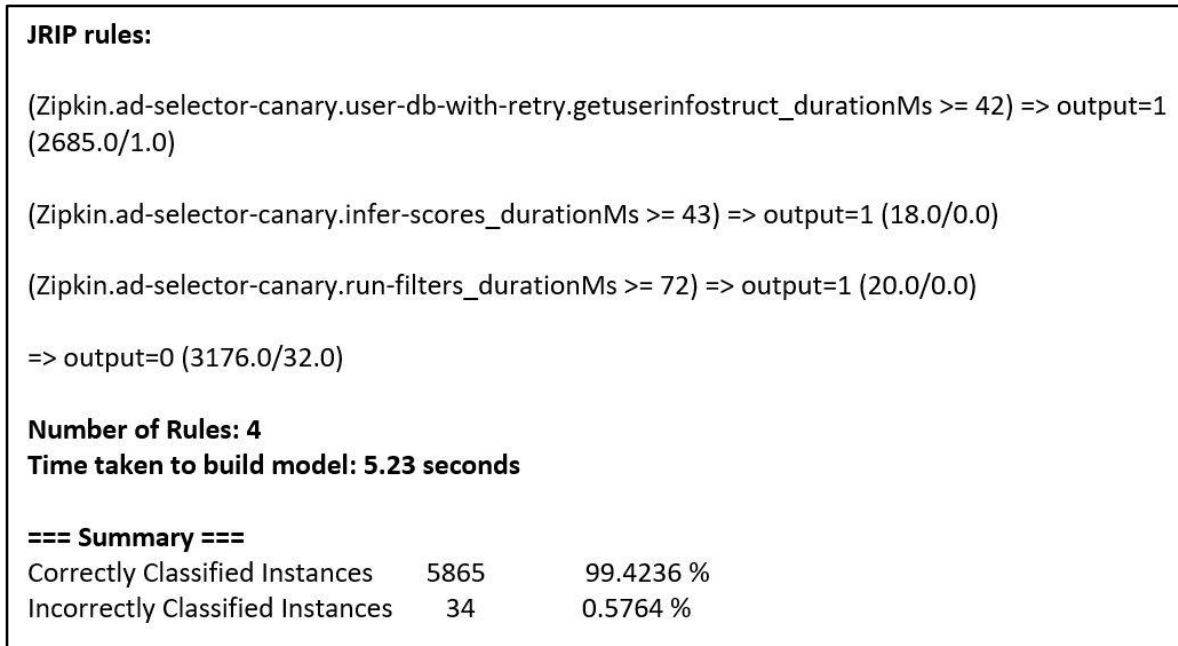 JRIP rules:
(Zipkin.ad-selector-canary.user-db-with-retry.getuserinfostruct_durationMs >= 42) => output=1
(2685.0/1.0)
(Zipkin.ad-selector-canary.infer-scores_durationMs >= 43) => output=1 (18.0/0.0)
(Zipkin.ad-selector-canary.run-filters_durationMs >= 72) => output=1 (20.0/0.0)
=> output=0 (3176.0/32.0)
Number of Rules: 4
Time taken to build model: 5.23 seconds
=== Summary ===
Correctly Classified Instances 5865 99.4236 %
Incorrectly Classified Instances 34 0.5764 %